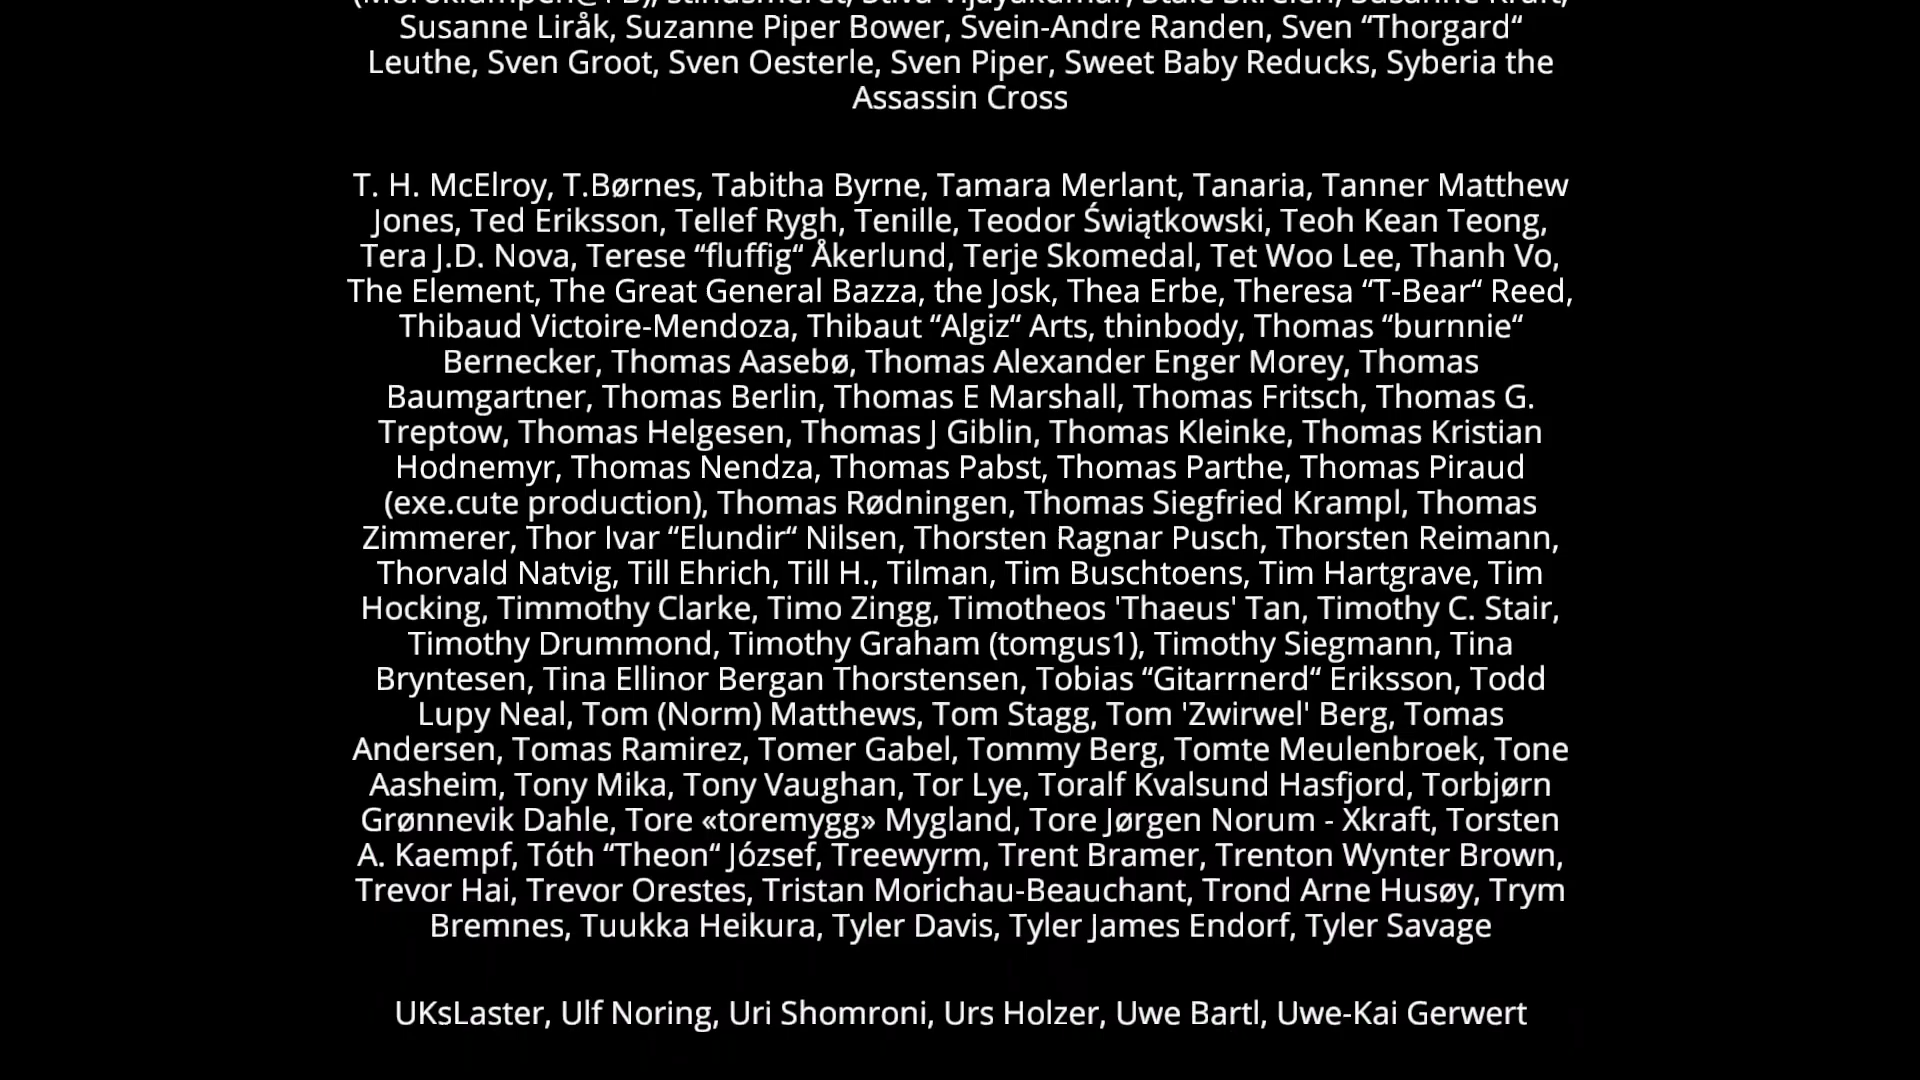 Susanne Liråk, Suzanne Piper Bower, Svein-Andre Randen, Sven “Thorgard“
Leuthe, Sven Groot, Sven Oesterle, Sven Piper, Sweet Baby Reducks, Syberia the
Assassin Cross
T. H. McElroy, T.Børnes, Tabitha Byrne, Tamara Merlant, Tanaria, Tanner Matthew
Jones, Ted Eriksson, Tellef Rygh, Tenille, Teodor Świątkowski, Teoh Kean Teong,
Tera J.D. Nova, Terese “fluffig“ Åkerlund, Terje Skomedal, Tet Woo Lee, Thanh Vo,
The Element, The Great General Bazza, the Josk, Thea Erbe, Theresa “T-Bear“ Reed,
Thibaud Victoire-Mendoza, Thibaut “Algiz“ Arts, thinbody, Thomas “burnnie“
Bernecker, Thomas Aasebø, Thomas Alexander Enger Morey, Thomas
Baumgartner, Thomas Berlin, Thomas E Marshall, Thomas Fritsch, Thomas G.
Treptow, Thomas Helgesen, Thomas J Giblin, Thomas Kleinke, Thomas Kristian
Hodnemyr, Thomas Nendza, Thomas Pabst, Thomas Parthe, Thomas Piraud
(exe.cute production), Thomas Rødningen, Thomas Siegfried Krampl, Thomas
Zimmerer, Thor Ivar “Elundir“ Nilsen, Thorsten Ragnar Pusch, Thorsten Reimann,
Thorvald Natvig, Till Ehrich, Till H., Tilman, Tim Buschtoens, Tim Hartgrave, Tim
Hocking, Timmothy Clarke, Timo Zingg, Timotheos 'Thaeus' Tan, Timothy C. Stair,
Timothy Drummond, Timothy Graham (tomgus1), Timothy Siegmann, Tina
Bryntesen, Tina Ellinor Bergan Thorstensen, Tobias “Gitarrnerd“ Eriksson, Todd
Lupy Neal, Tom (Norm) Matthews, Tom Stagg, Tom 'Zwirwel' Berg, Tomas
Andersen, Tomas Ramirez, Tomer Gabel, Tommy Berg, Tomte Meulenbroek, Tone
Aasheim, Tony Mika, Tony Vaughan, Tor Lye, Toralf Kvalsund Hasfjord, Torbjørn
Grønnevik Dahle, Tore «toremygg» Mygland, Tore Jørgen Norum - Xkraft, Torsten
A. Kaempf, Tóth “Theon“ József, Treewyrm, Trent Bramer, Trenton Wynter Brown,
Trevor Hai, Trevor Orestes, Tristan Morichau-Beauchant, Trond Arne Husøy, Trym
Bremnes, Tuukka Heikura, Tyler Davis, Tyler James Endorf, Tyler Savage
UKsLaster, Ulf Noring, Uri Shomroni, Urs Holzer, Uwe Bartl, Uwe-Kai Gerwert